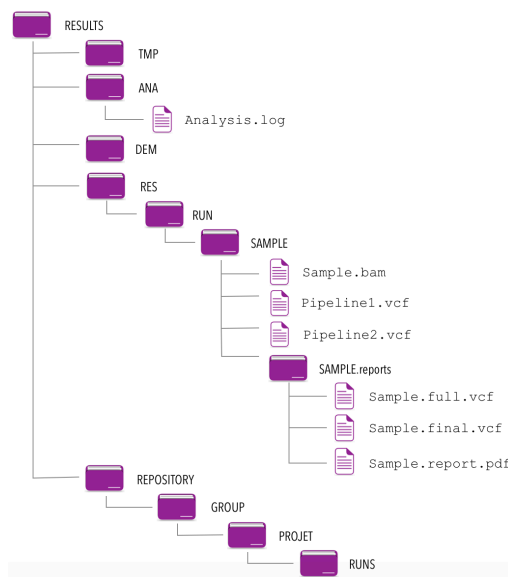 RESULTS
TMP
ANA
Analysis.log
DEM
RES
RUN
SAMPLE
Sample.bam
Pipeline1.vcf
Pipeline2.vcf
SAMPLE.reports
Sample.full.vcf
Sample.final.vcf
Sample.report.pdf
REPOSITORY
GROUP
PROJET
RUNS